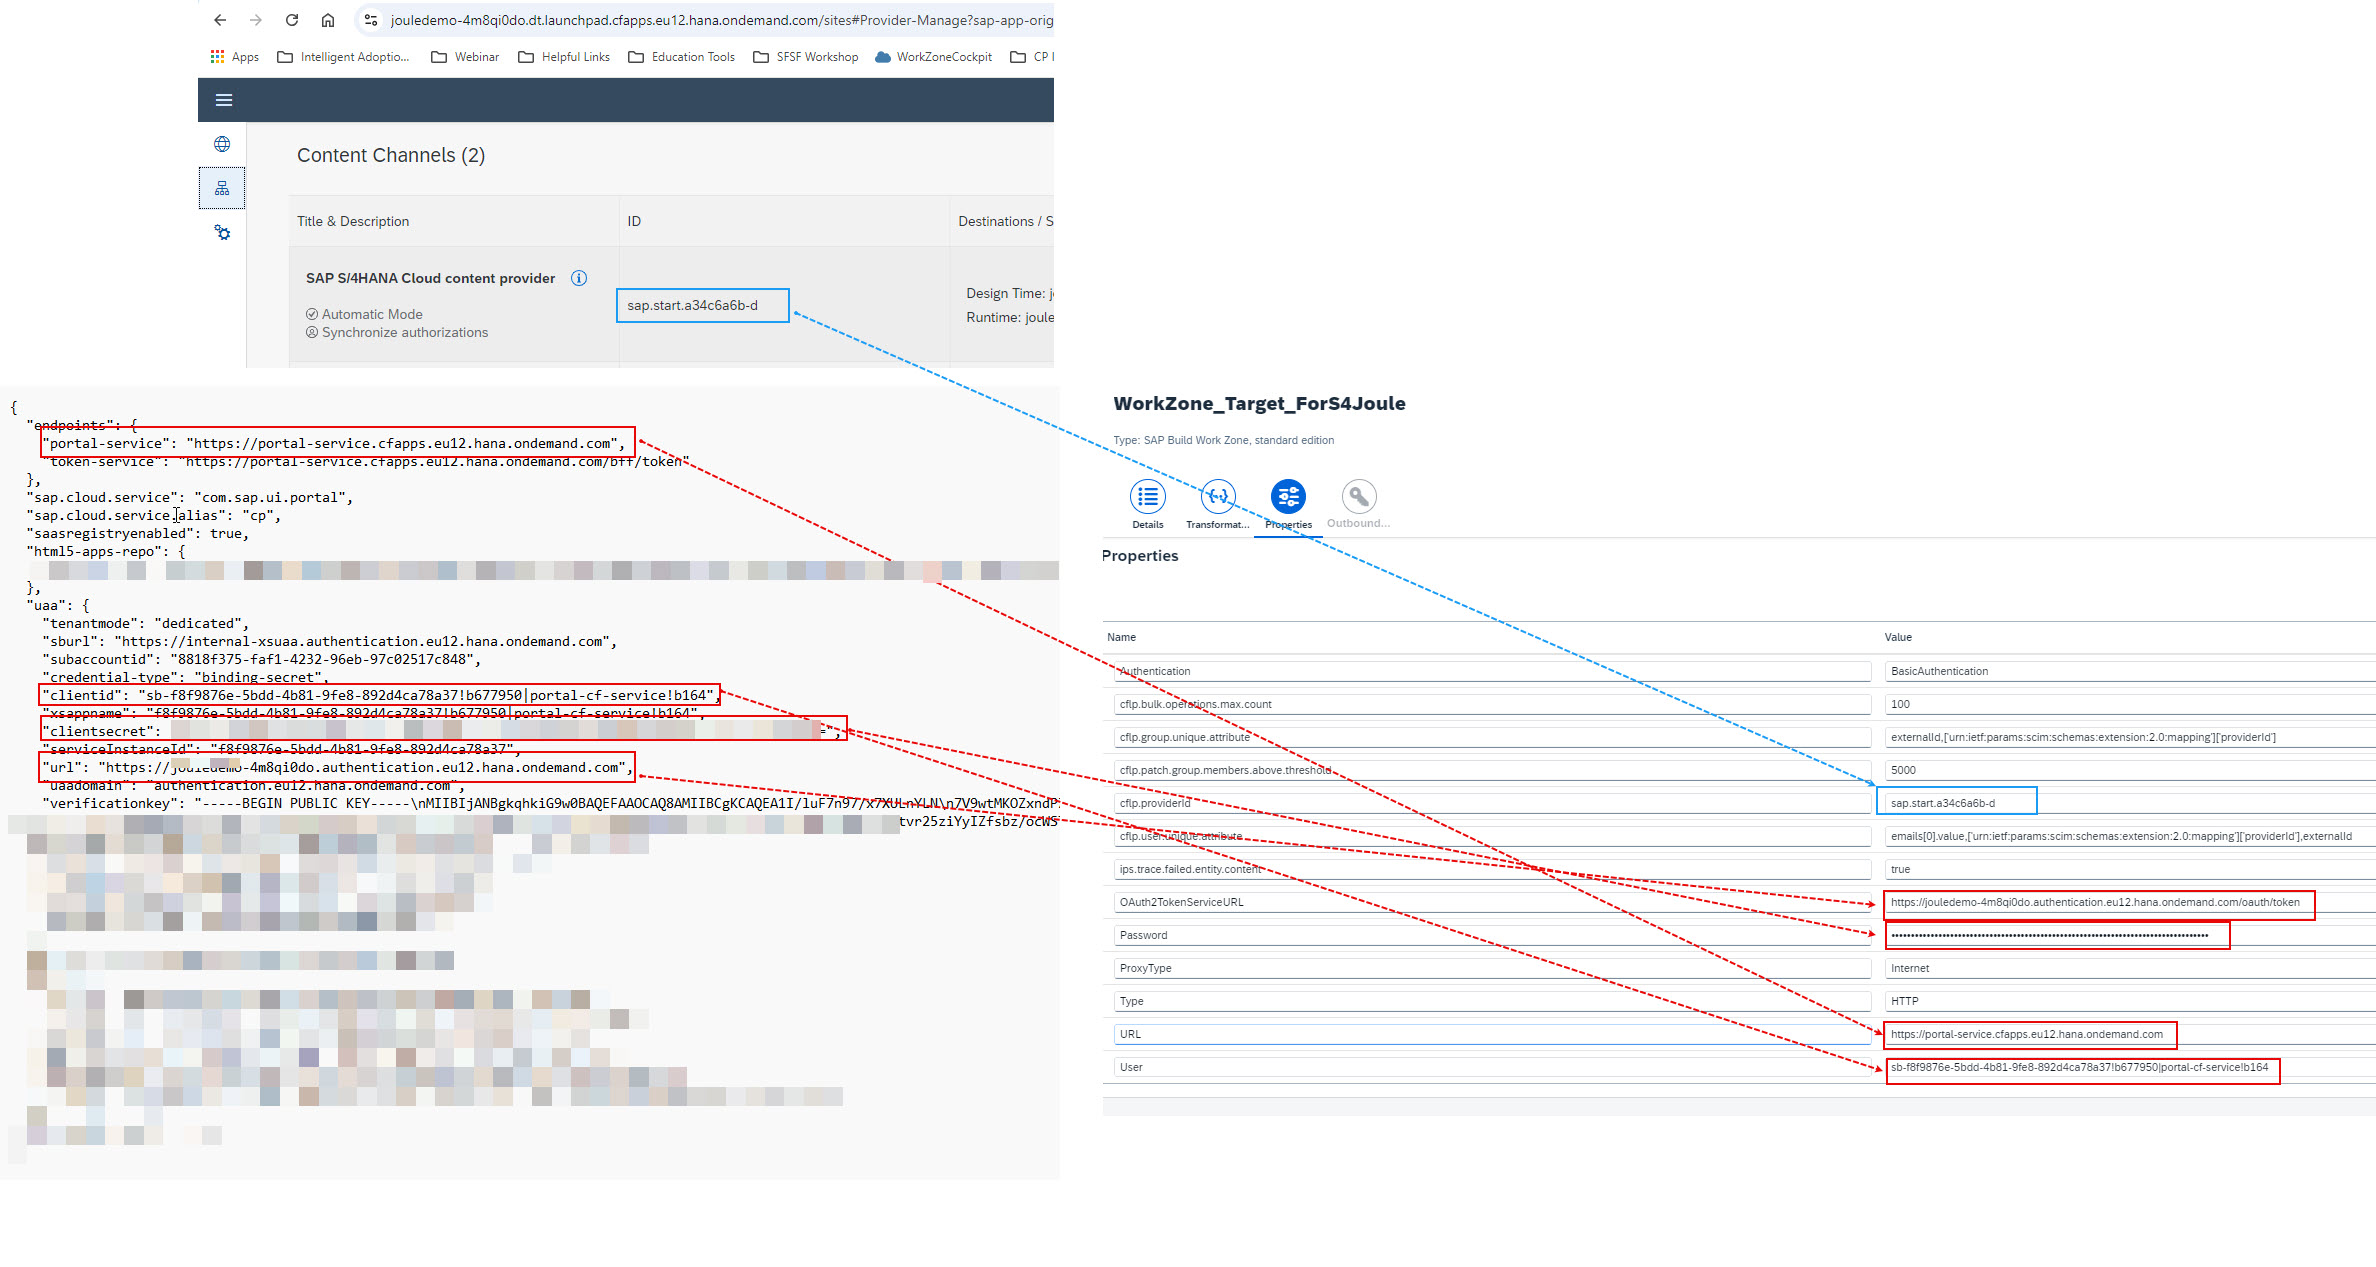 jouledemo-4m8qi0do.dt.launchpad.cfapps.eu12.hana.ondemand.com/sites#Provider-Manage?sap-app-orig
Apps Intelligent Adoptio... Webinar Helpful Links Education Tools SFSF Workshop WorkZoneCockpit CP
Content Channels (2)
Title & Description ID Destinations / S
SAP S/4HANA Cloud content provider
Automatic Mode
Synchronize authorizations
sap.start.a34c6a6b-d
Design Time: j
Runtime: joule
{
"endpoints": {
"portal-service": "https://portal-service.cfapps.eu12.hana.ondemand.com",
"token-service": "https://portal-service.cfapps.eu12.hana.ondemand.com/bff/token"
},
"sap.cloud.service": "com.sap.ui.portal",
"sap.cloud.service.alias": "cp",
"saasregistryenabled": true,
"html5-apps-repo": {
},
"uaa": {
"tenantmode": "dedicated",
"sburl": "https://internal-xsuaa.authentication.eu12.hana.ondemand.com",
"subaccountid": "8818f375-faf1-4232-96eb-97c02517c848",
"credential-type": "binding-secret",
"clientid": "sb-f8f9876e-5bdd-4b81-9fe8-892d4ca78a37!b677950|portal-cf-service!b164",
"xsappname": "f8f9876e-5bdd-4b81-9fe8-892d4ca78a37!b677950|portal-cf-service!b164",
"clientsecret": =",
"serviceInstanceId": "f8f9876e-5bdd-4b81-9fe8-892d4ca78a37",
"url": "https://jouledemo-4m8qi0do.authentication.eu12.hana.ondemand.com",
"uaadomain": "authentication.eu12.hana.ondemand.com",
"verificationkey": "-----BEGIN PUBLIC KEY-----
WorkZone_Target_ForS4Joule
Type: SAP Build Work Zone, standard edition
Details Transformat... Properties Outbound...
Properties
Name Value
Authentication BasicAuthentication
cflp.bulk.operations.max.count 100
cflp.group.unique.attribute externalId,['urn:ietf:params:scim:schemas:extension:2.0:mapping']['providerId']
cflp.patch.group.members.above.threshold 5000
cflp.providerId sap.start.a34c6a6b-d
cflp.user.unique.attribute emails[0].value,['urn:ietf:params:scim:schemas:extension:2.0:mapping']['providerId'],externalId
ips.trace.failed.entity.content true
OAuth2TokenServiceURL https://jouledemo-4m8qi0do.authentication.eu12.hana.ondemand.com/oauth/token
Password
ProxyType Internet
Type HTTP
URL https://portal-service.cfapps.eu12.hana.ondemand.com
User sb-f8f9876e-5bdd-4b81-9fe8-892d4ca78a37!b677950|portal-cf-service!b164